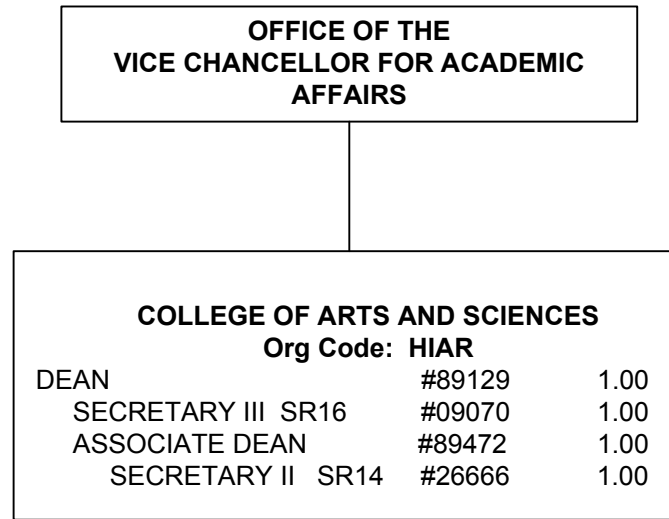 OFFICE OF THE
VICE CHANCELLOR FOR ACADEMIC
AFFAIRS
COLLEGE OF ARTS AND SCIENCES
Org Code: HIAR
DEAN #89129 1.00
SECRETARY III SR16 #09070 1.00
ASSOCIATE DEAN #89472 1.00
SECRETARY II SR14 #26666 1.00